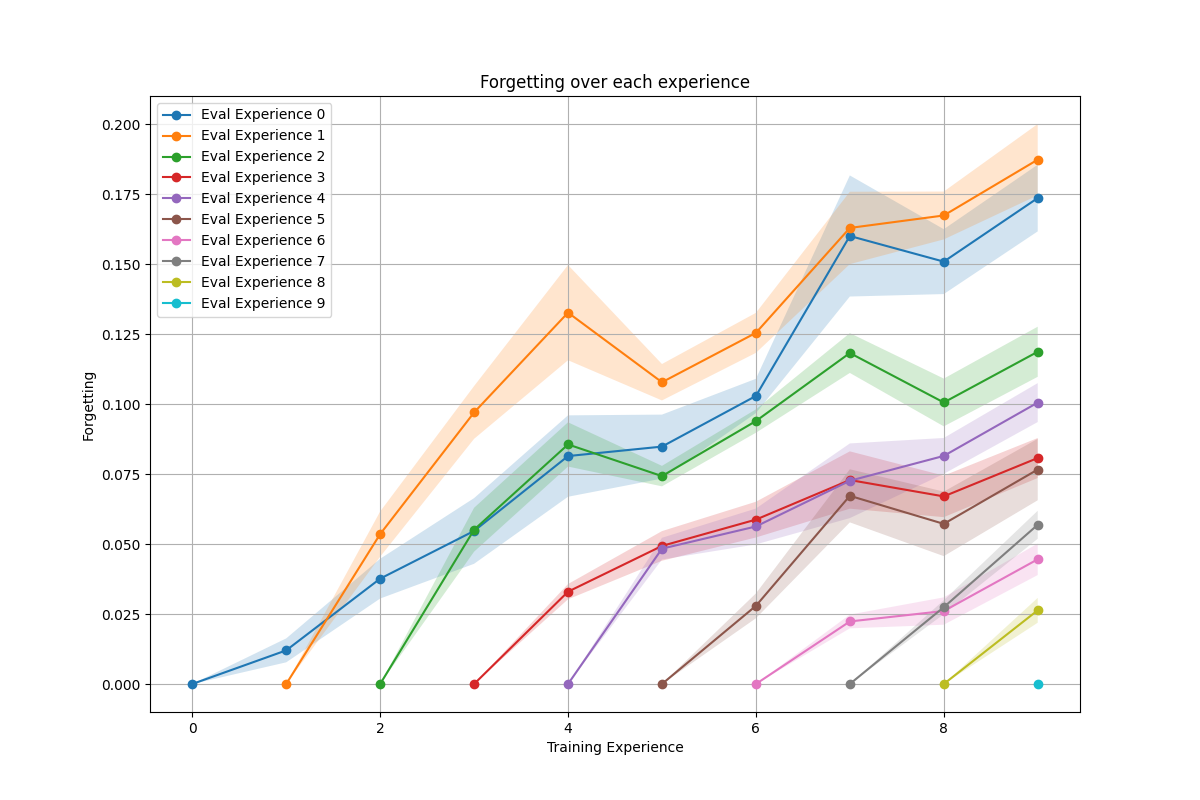 Forgetting over each experience
Eval Experience 0
Eval Experience 1
Eval Experience 2
Eval Experience 3
Eval Experience 4
Eval Experience 5
Eval Experience 6
Eval Experience 7
Eval Experience 8
Eval Experience 9
0.200
0.175
0.150
0.125
0.100
0.075
0.050
0.025
0.000
Forgetting
0 2 4 6 8
Training Experience